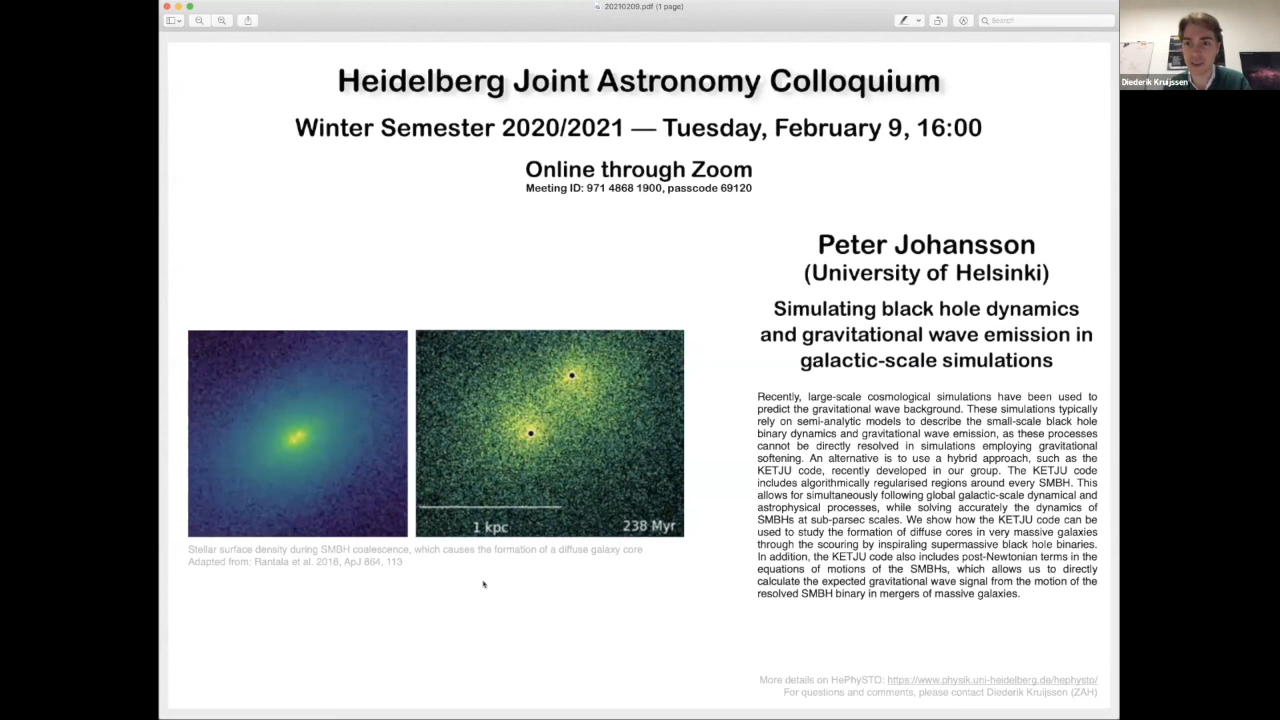 20210209.pdf (1 page)
Search
Diederik Kruijssen
Heidelberg Joint Astronomy Colloquium
Winter Semester 2020/2021 — Tuesday, February 9, 16:00
Online through Zoom
Meeting ID: 971 4868 1900, passcode 69120
Peter Johansson
(University of Helsinki)
Simulating black hole dynamics
and gravitational wave emission in
galactic-scale simulations
1 kpc
238 Myr
Stellar surface density during SMBH coalescence, which causes the formation of a diffuse galaxy core
Adapted from: Rantala et al. 2018, ApJ 864, 113
Recently, large-scale cosmological simulations have been used to
predict the gravitational wave background. These simulations typically
rely on semi-analytic models to describe the small-scale black hole
binary dynamics and gravitational wave emission, as these processes
cannot be directly resolved in simulations employing gravitational
softening. An alternative is to use a hybrid approach, such as the
KETJU code, recently developed in our group. The KETJU code
includes algorithmically regularised regions around every SMBH. This
allows for simultaneously following global galactic-scale dynamical and
astrophysical processes, while solving accurately the dynamics of
SMBHs at sub-parsec scales. We show how the KETJU code can be
used to study the formation of diffuse cores in very massive galaxies
through the scouring by inspiraling supermassive black hole binaries.
In addition, the KETJU code also includes post-Newtonian terms in the
equations of motions of the SMBHs, which allows us to directly
calculate the expected gravitational wave signal from the motion of the
resolved SMBH binary in mergers of massive galaxies.
More details on HePhySTO: https://www.physik.uni-heidelberg.de/hephysto/
For questions and comments, please contact Diederik Kruijssen (ZAH)